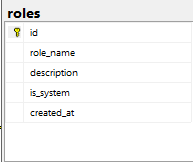 roles
id
role_name
description
is_system
created_at